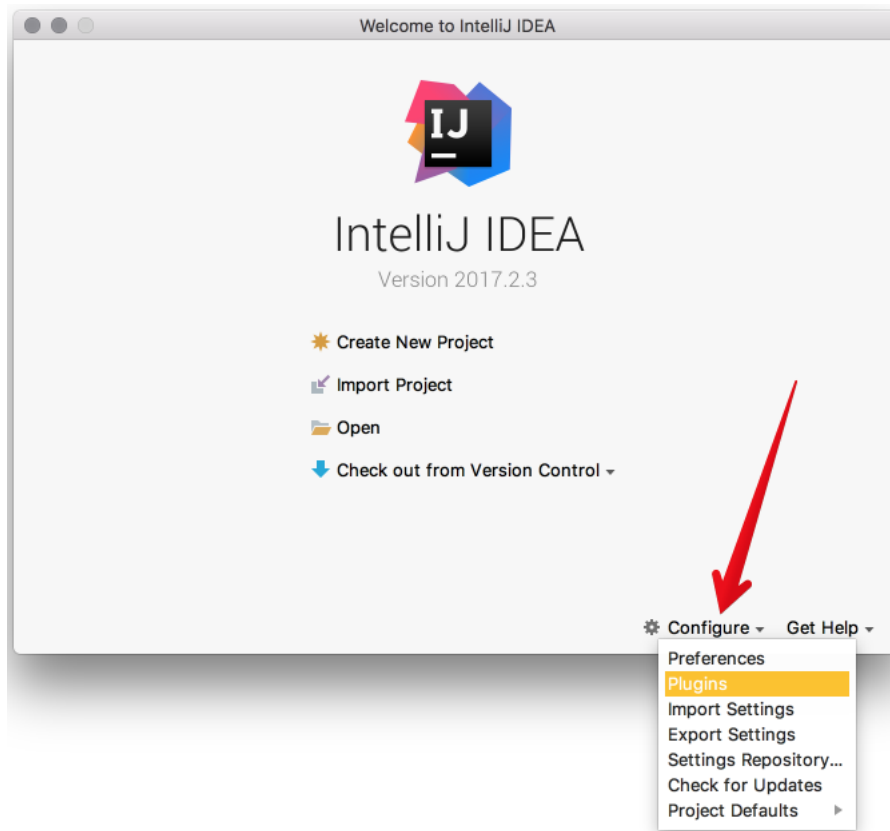 Welcome to IntelliJ IDEA
IJ
IntelliJ IDEA
Version 2017.2.3
Create New Project
Import Project
Open
Check out from Version Control
Configure Get Help
Preferences
Plugins
Import Settings
Export Settings
Settings Repository...
Check for Updates
Project Defaults